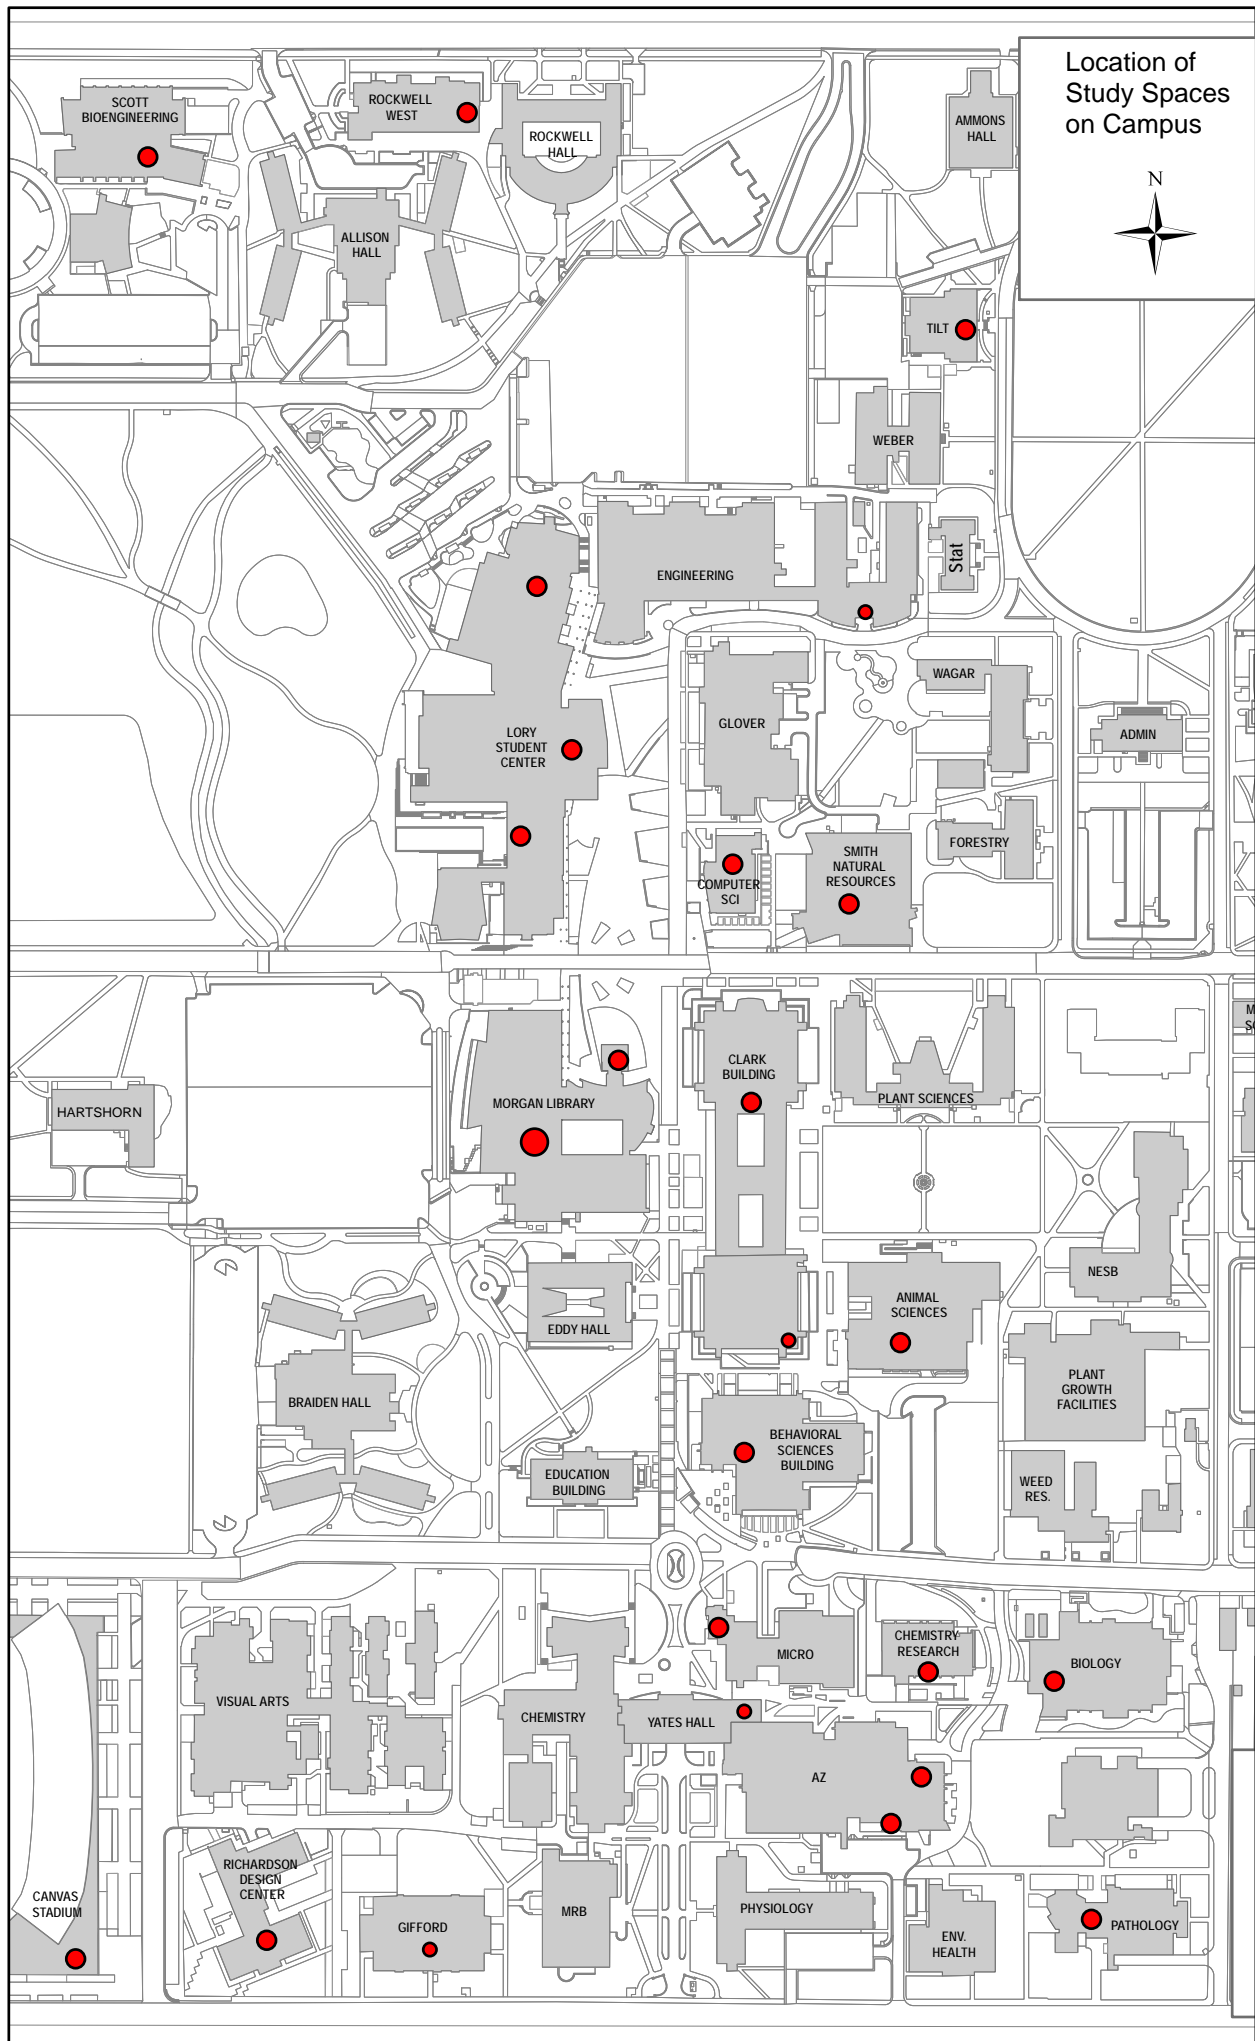 Location of
Study Spaces
on Campus
N
SCOTT
BIOENGINEERING
ROCKWELL
WEST
ROCKWELL
HALL
AMMONS
HALL
ALLISON
HALL
TILT
WEBER
ENGINEERING
Stat
WAGAR
GLOVER
ADMIN
LORY
STUDENT
CENTER
FORESTRY
SMITH
NATURAL
RESOURCES
COMPUTER
SCI
CLARK
BUILDING
PLANT SCIENCES
MORGAN LIBRARY
HARTSHORN
NESB
ANIMAL
SCIENCES
EDDY HALL
BRAIDEN HALL
PLANT
GROWTH
FACILITIES
BEHAVIORAL
SCIENCES
BUILDING
EDUCATION
BUILDING
WEED
RES.
CHEMISTRY
RESEARCH
MICRO
BIOLOGY
VISUAL ARTS
CHEMISTRY
YATES HALL
AZ
RICHARDSON
DESIGN
CENTER
CANVAS
STADIUM
GIFFORD
MRB
PHYSIOLOGY
ENV.
HEALTH
PATHOLOGY